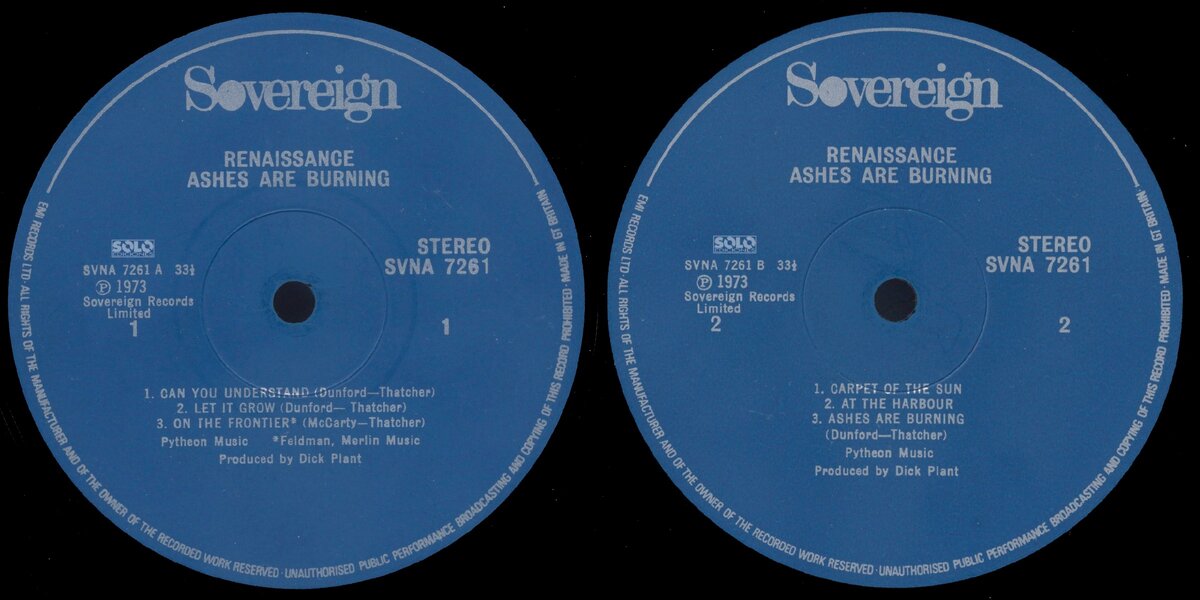 Sovereign
RENAISSANCE
ASHES ARE BURNING
SOLO
SVNA 7261 A 33⅓
Ⓟ 1973
Sovereign Records
Limited
1
STEREO
SVNA 7261
1
1. CAN YOU UNDERSTAND (Dunford—Thatcher)
2. LET IT GROW (Dunford— Thatcher)
3. ON THE FRONTIER* (McCarty—Thatcher)
Pytheon Music *Feldman, Merlin Music
Produced by Dick Plant
EMI RECORDS LTD·ALL RIGHTS OF THE MANUFACTURER AND OF THE OWNER OF THE RECORDED WORK RESERVED·UNAUTHORISED PUBLIC PERFORMANCE BROADCASTING AND COPYING OF THIS RECORD PROHIBITED·MADE IN GT BRITAIN
Sovereign
RENAISSANCE
ASHES ARE BURNING
SOLO
SVNA 7261 B 33⅓
Ⓟ 1973
Sovereign Records
Limited
2
STEREO
SVNA 7261
2
1. CARPET OF THE SUN
2. AT THE HARBOUR
3. ASHES ARE BURNING
(Dunford—Thatcher)
Pytheon Music
Produced by Dick Plant
EMI RECORDS LTD·ALL RIGHTS OF THE MANUFACTURER AND OF THE OWNER OF THE RECORDED WORK RESERVED·UNAUTHORISED PUBLIC PERFORMANCE BROADCASTING AND COPYING OF THIS RECORD PROHIBITED·MADE IN GT BRITAIN